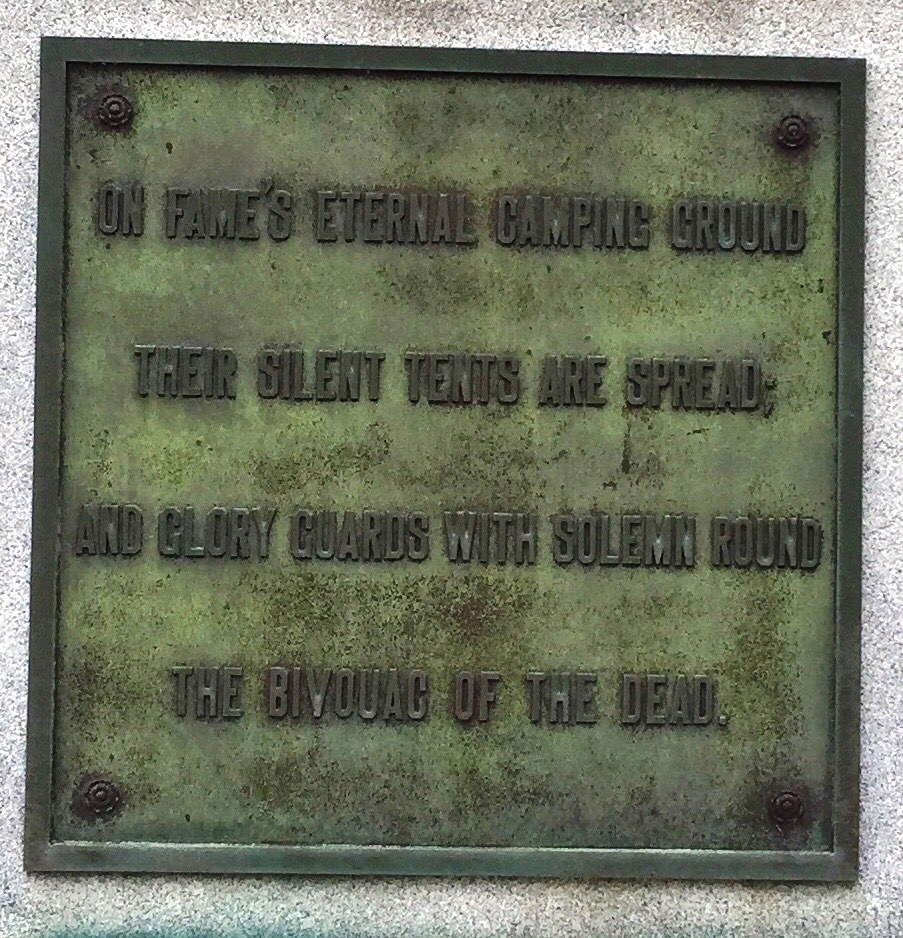 ON FAME'S ETERNAL CAMPING GROUND
THEIR SILENT TENTS ARE SPREAD;
AND GLORY GUARDS WITH SOLEMN ROUND
THE BIVOUAC OF THE DEAD.